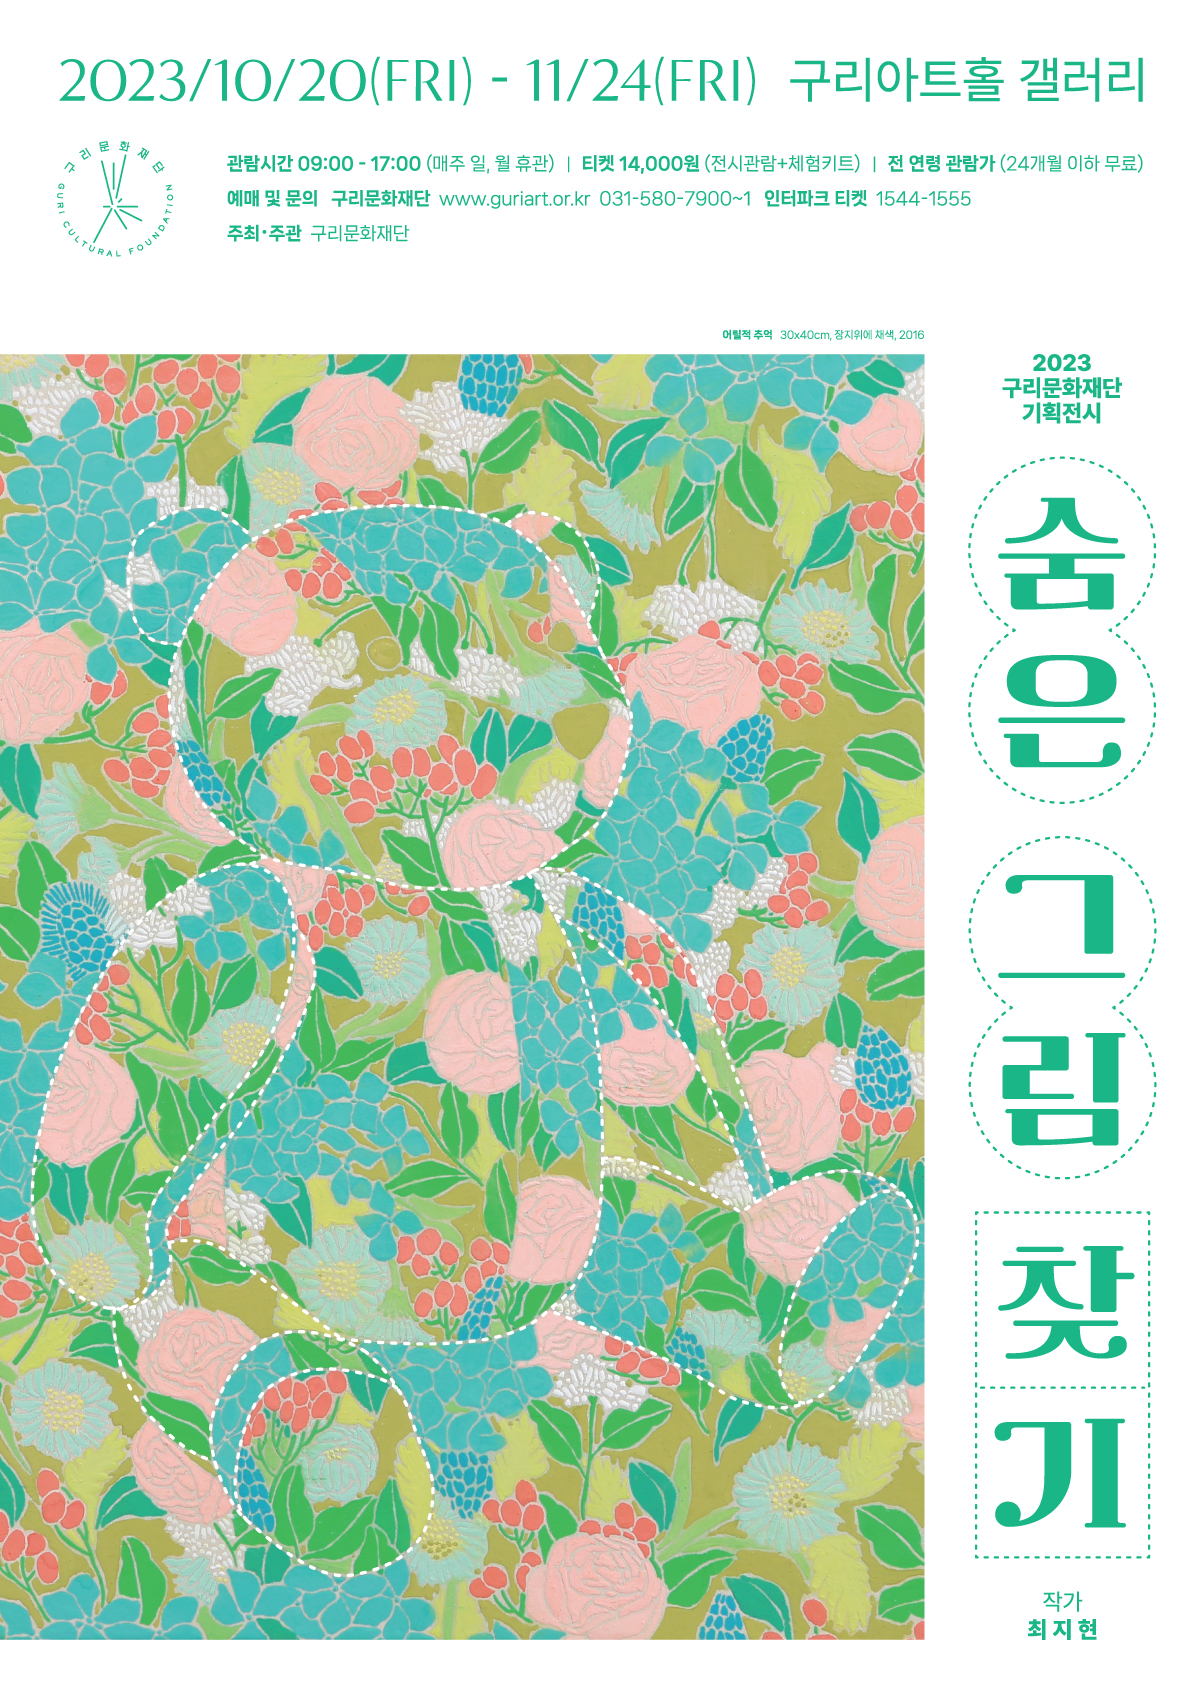 2023/10/20(FRI) - 11/24(FRI) 구리아트홀 갤러리
구리문화재단
GURI CULTURAL FOUNDATION
관람시간 09:00 - 17:00 (매주 일, 월 휴관) | 티켓 14,000원 (전시관람+체험키트) | 전 연령 관람가 (24개월 이하 무료)
예매 및 문의 구리문화재단 www.guriart.or.kr 031-580-7900~1 인터파크 티켓 1544-1555
주최·주관 구리문화재단
어릴적 추억 30x40cm, 장지위에 채색, 2016
2023
구리문화재단
기획전시
숨은
그림
찾기
작가
최지현